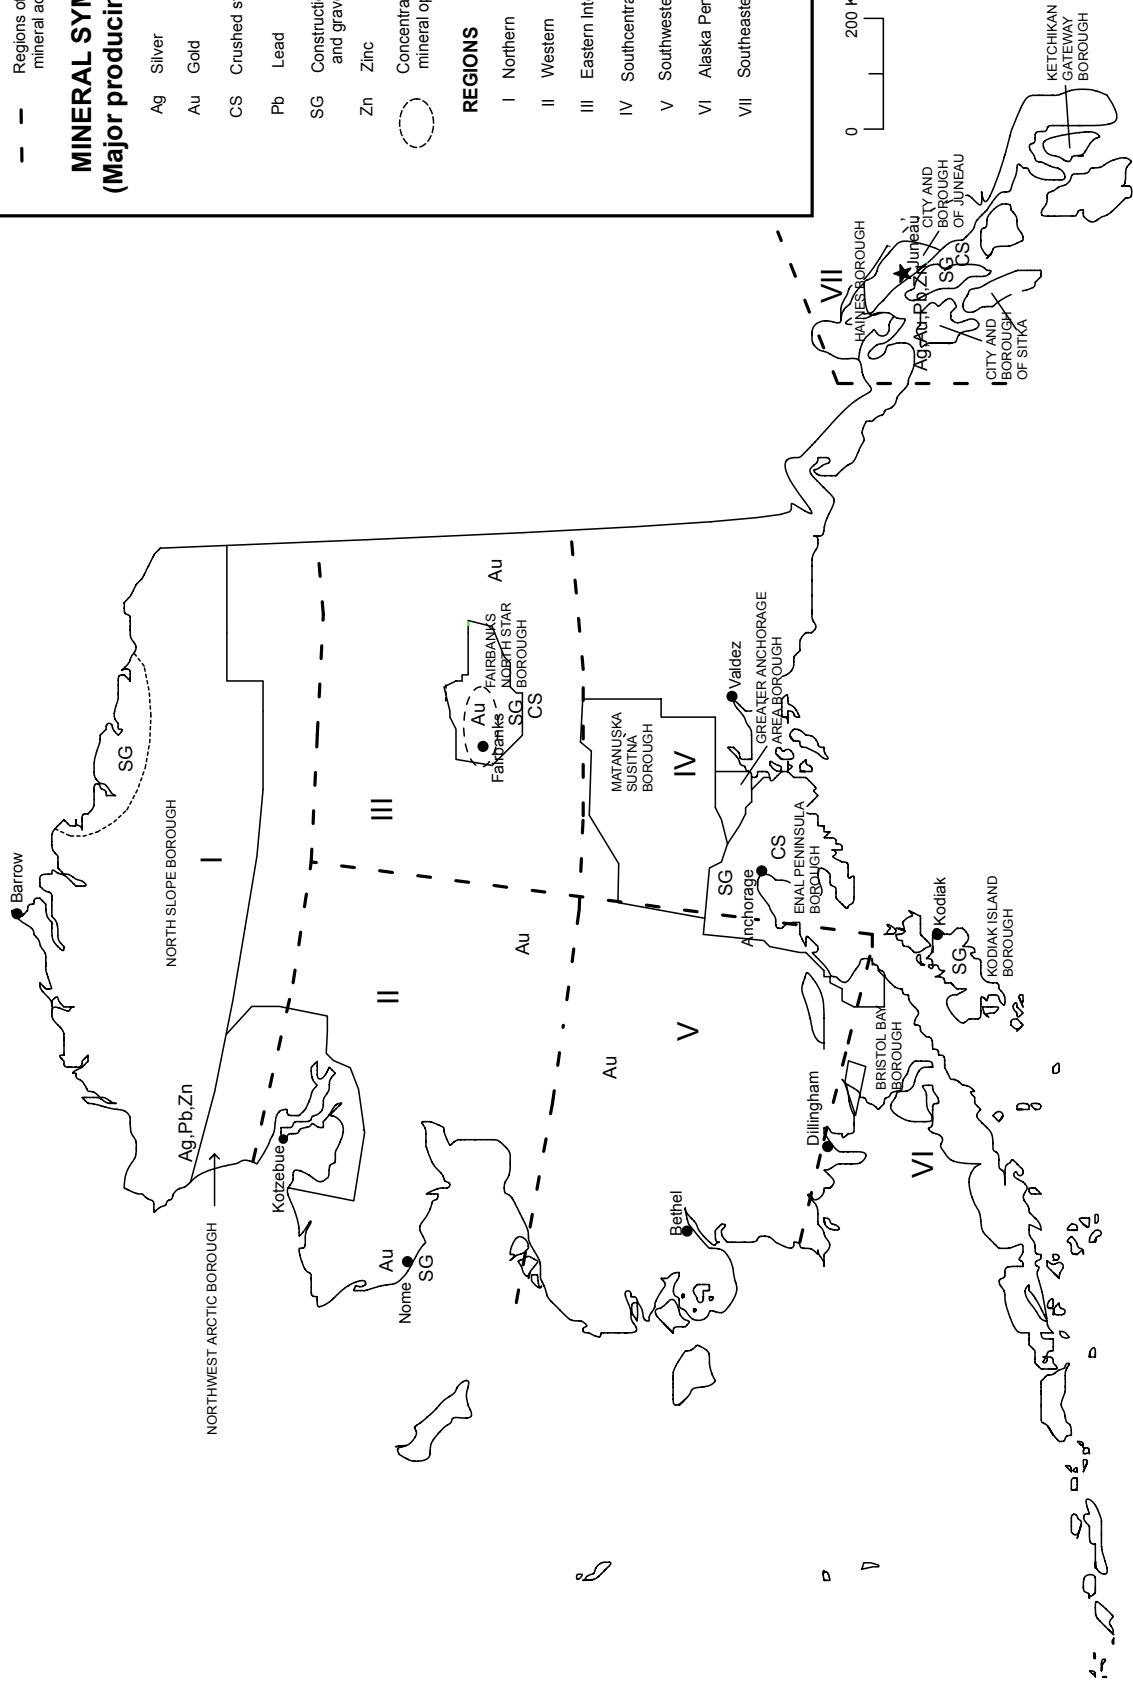 Regions of
mineral ac
MINERAL SYM
(Major producin
Ag Silver
Au Gold
CS Crushed s
Pb Lead
SG Constructi
and grav
Zn Zinc
Concentra
mineral op
REGIONS
I Northern
II Western
III Eastern Int
IV Southcentra
V Southweste
VI Alaska Per
VII Southeaste
0 200 K
Barrow
SG
NORTH SLOPE BOROUGH
I
Ag,Pb,Zn
NORTHWEST ARCTIC BOROUGH
Kotzebue
II
III
Au
Au
SG
CS
Fairbanks
FAIRBANKS
NORTH STAR
BOROUGH
Au
Au
SG
Nome
Au
Au
V
Bethel
Dillingham
MATANUSKA
SUSITNA
BOROUGH
IV
Valdez
GREATER ANCHORAGE
AREA BOROUGH
SG
CS
Anchorage
ENAI PENINSULA
BOROUGH
Kodiak
SG
KODIAK ISLAND
BOROUGH
BRISTOL BAY
BOROUGH
VI
VII
HAINES BOROUGH
Juneau
Ag,Au,Pb,Zn
SG
CS
CITY AND
BOROUGH
OF JUNEAU
CITY AND
BOROUGH
OF SITKA
KETCHIKAN
GATEWAY
BOROUGH